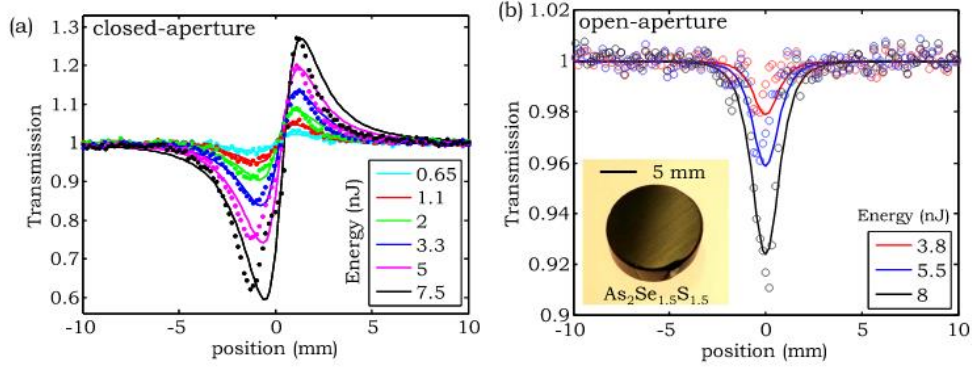 (a)
closed-aperture
Transmission
1.3
1.2
1.1
1
0.9
0.8
0.7
0.6
Energy (nJ)
0.65
1.1
2
3.3
5
7.5
-10
-5
0
5
10
position (mm)
(b)
open-aperture
Transmission
1.02
1
0.98
0.96
0.94
0.92
0.9
5 mm
As₂Se₁.₅S₁.₅
Energy (nJ)
3.8
5.5
8
-10
-5
0
5
10
position (mm)